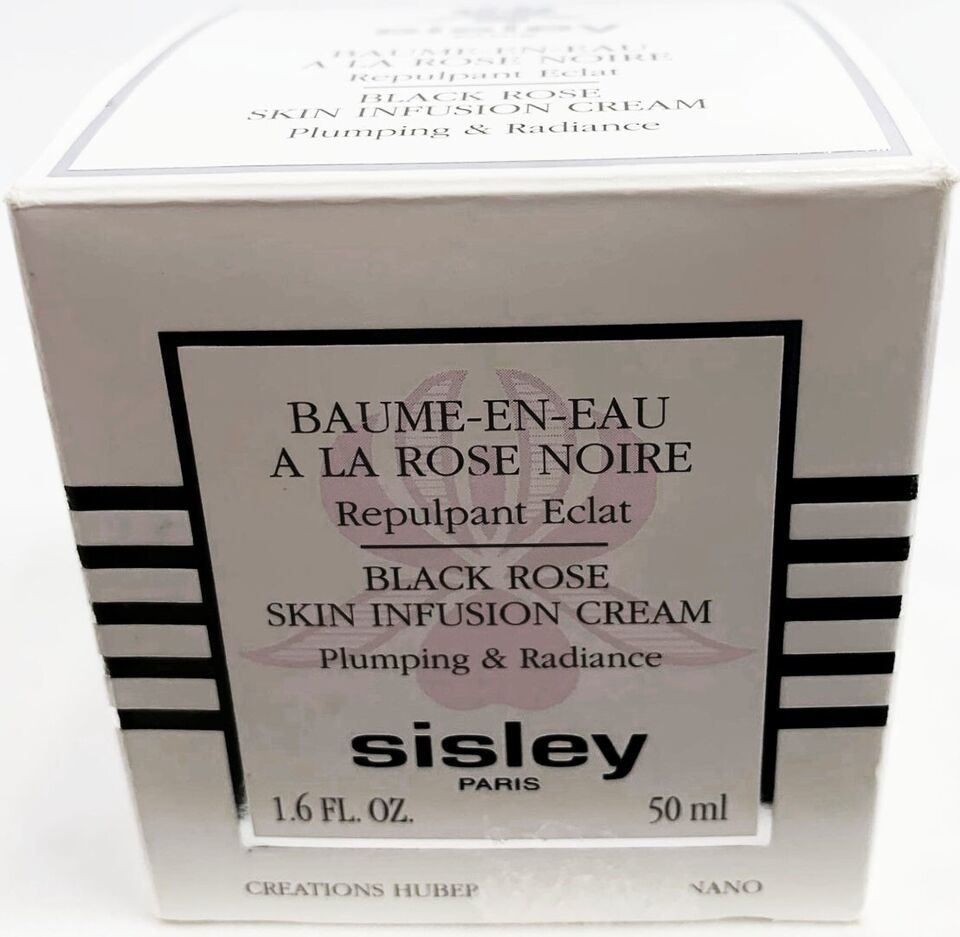 sisley
BAUME-EN-EAU
A LA ROSE NOIRE
Repulpant Eclat
BLACK ROSE
SKIN INFUSION CREAM
Plumping & Radiance
BAUME-EN-EAU
A LA ROSE NOIRE
Repulpant Eclat
BLACK ROSE
SKIN INFUSION CREAM
Plumping & Radiance
sisley
PARIS
1.6 FL. OZ. 50 ml
CREATIONS